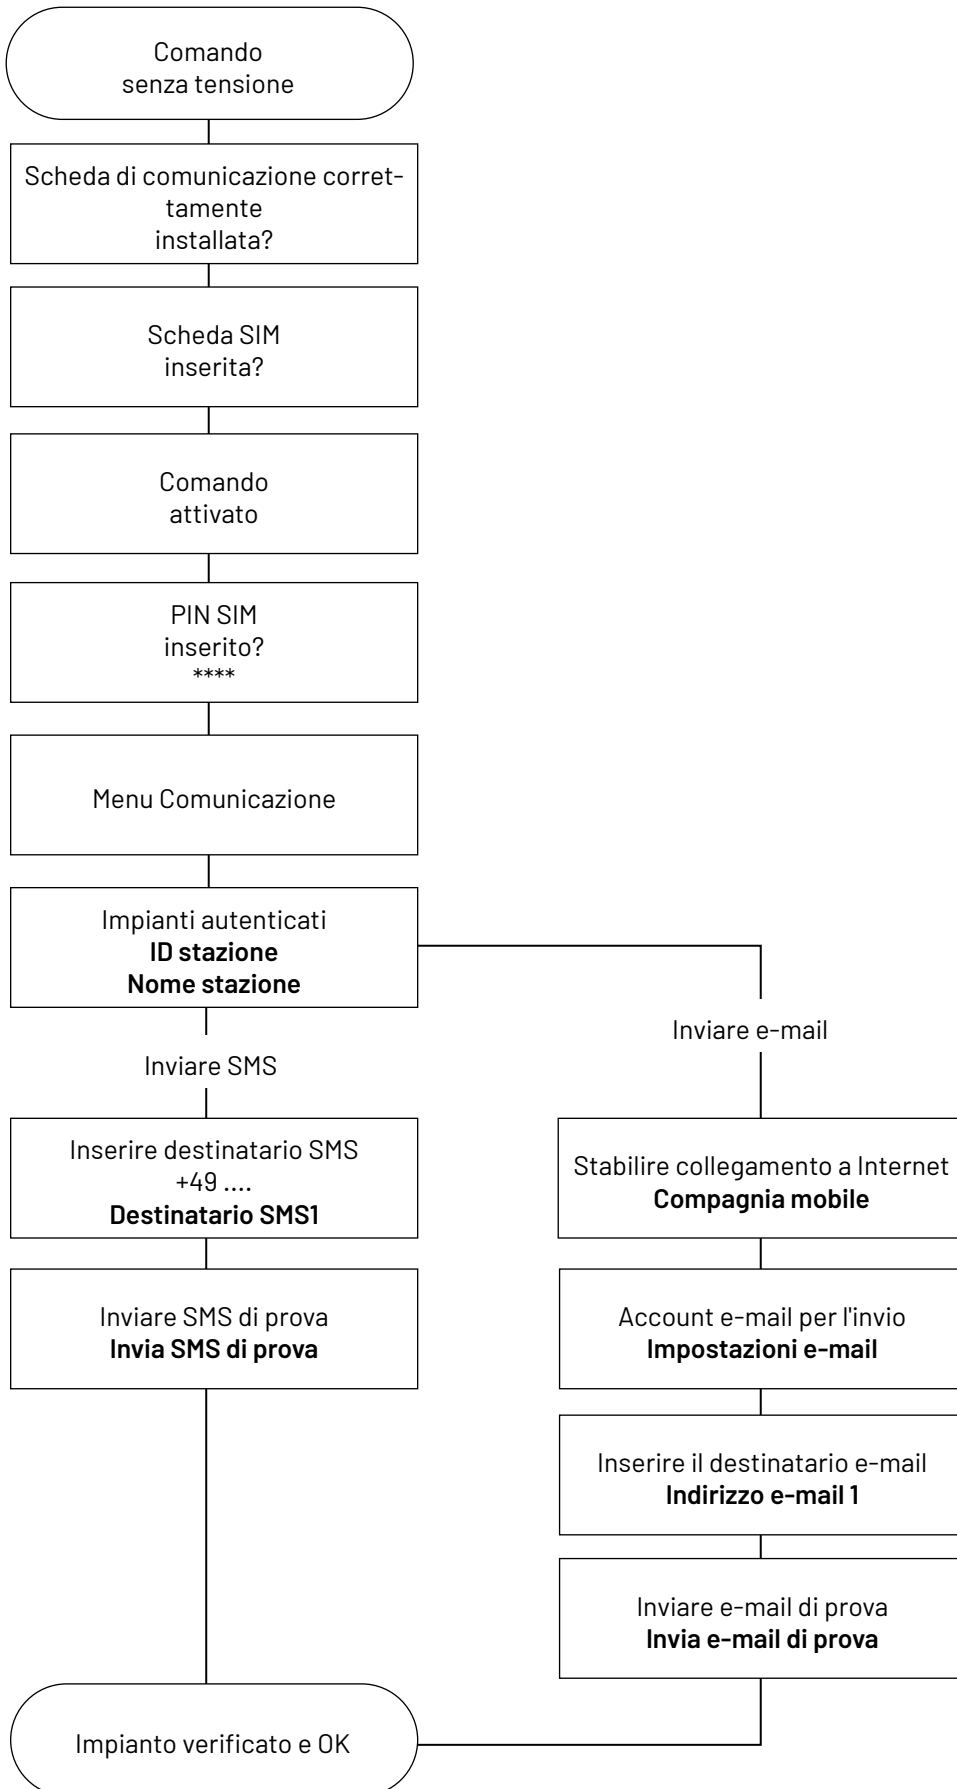 Comando
senza tensione
Scheda di comunicazione corret-
tamente
installata?
Scheda SIM
inserita?
Comando
attivato
PIN SIM
inserito?
****
Menu Comunicazione
Impianti autenticati
ID stazione
Nome stazione
Inviare SMS
Inserire destinatario SMS
+49 ....
Destinatario SMS1
Inviare SMS di prova
Invia SMS di prova
Inviare e-mail
Stabilire collegamento a Internet
Compagnia mobile
Account e-mail per l'invio
Impostazioni e-mail
Inserire il destinatario e-mail
Indirizzo e-mail 1
Inviare e-mail di prova
Invia e-mail di prova
Impianto verificato e OK